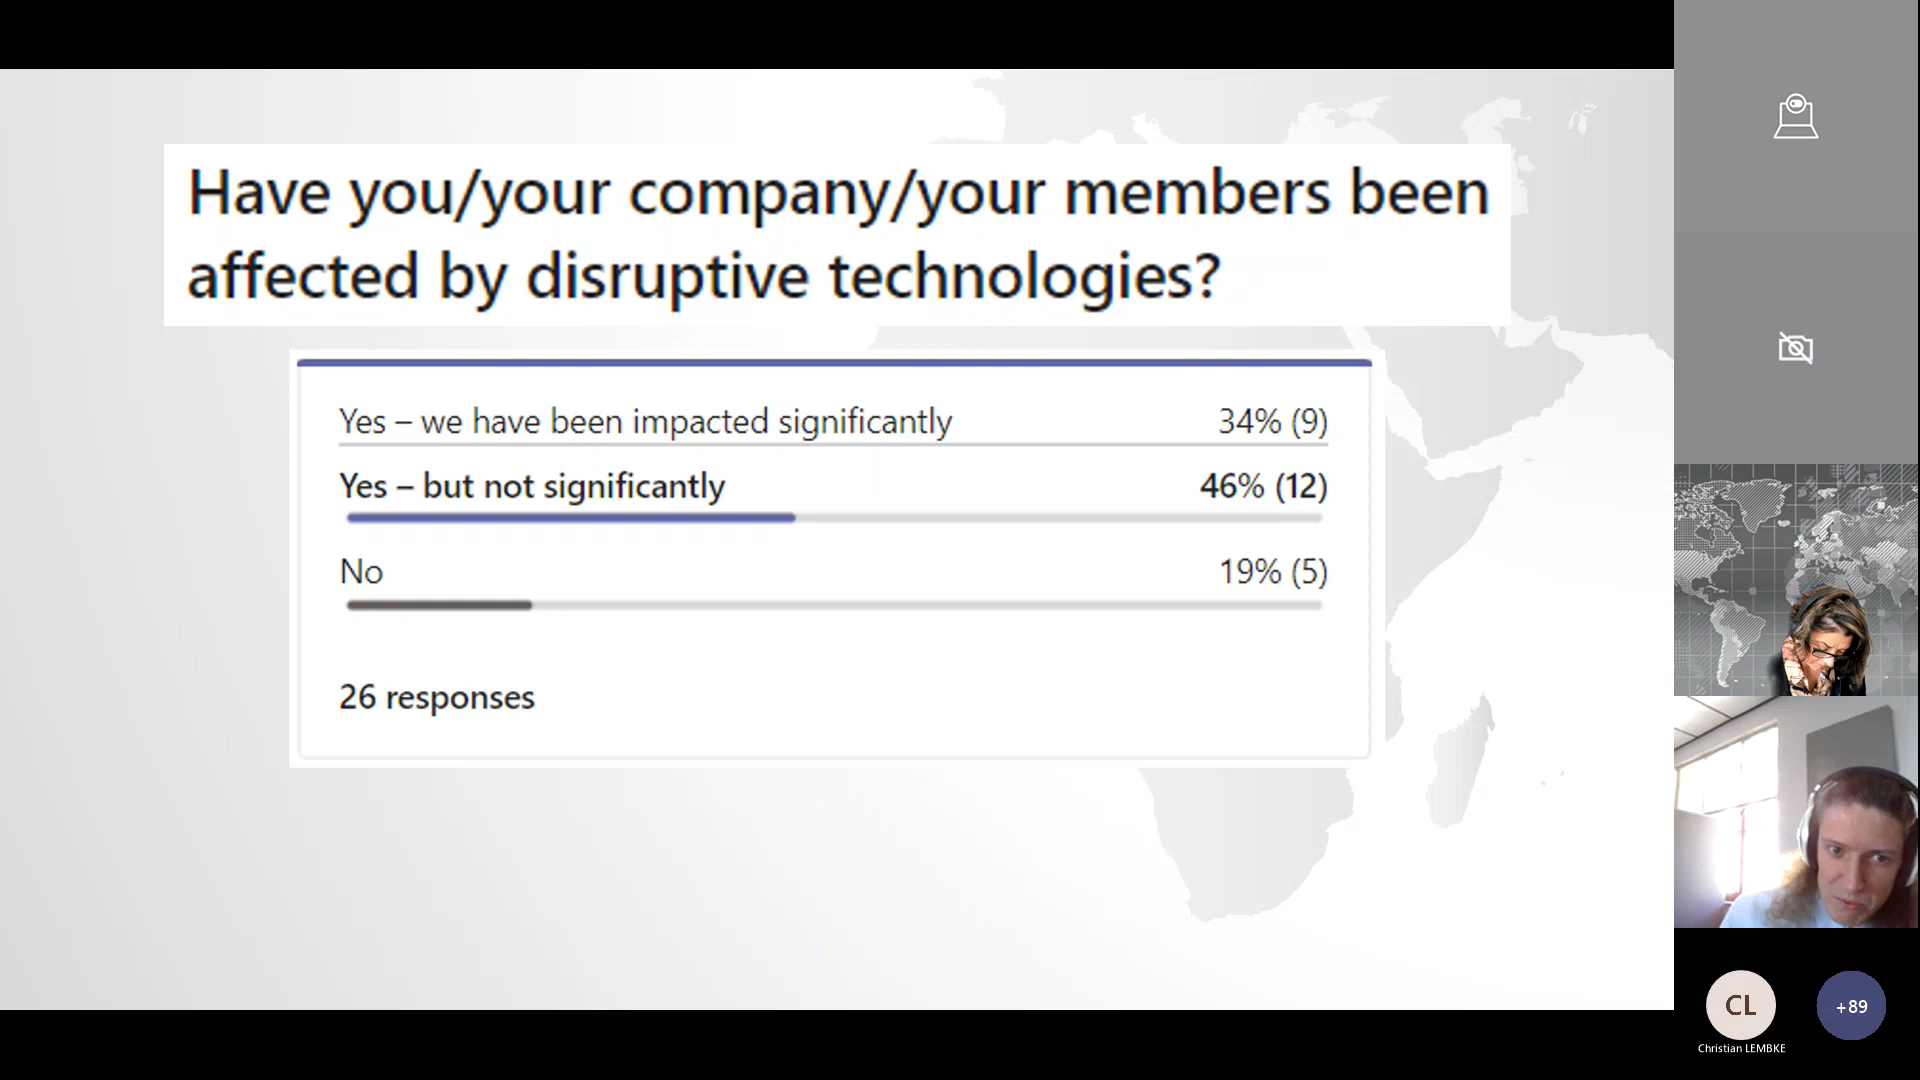 Have you/your company/your members been
affected by disruptive technologies?
Yes – we have been impacted significantly 34% (9)
Yes – but not significantly 46% (12)
No 19% (5)
26 responses
CL
+89
Christian LEMBKE